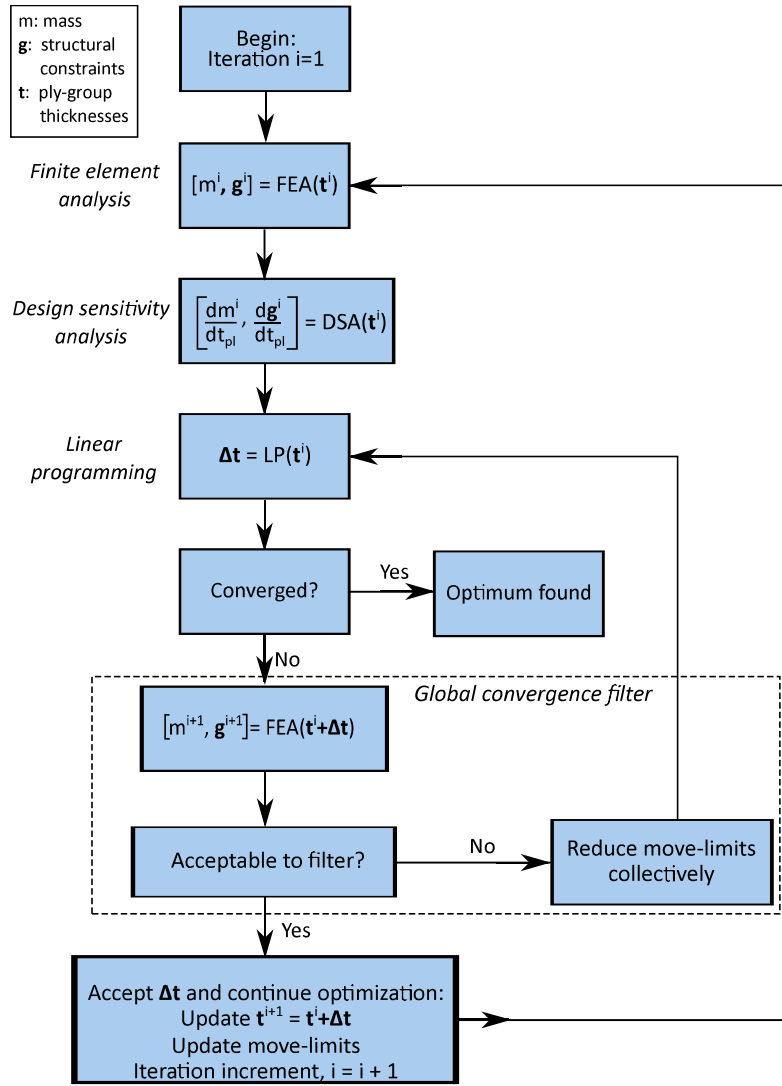 m: mass
g: structural
constraints
t: ply-group
thicknesses
Begin:
Iteration i=1
Finite element
analysis
[mⁱ, gⁱ] = FEA(tⁱ)
Design sensitivity
analysis
[dmⁱ/dt_pl, dgⁱ/dt_pl] = DSA(tⁱ)
Linear
programming
Δt = LP(tⁱ)
Converged?
Yes
Optimum found
No
Global convergence filter
[mⁱ⁺¹, gⁱ⁺¹]= FEA(tⁱ+Δt)
Acceptable to filter?
No
Reduce move-limits
collectively
Yes
Accept Δt and continue optimization:
Update tⁱ⁺¹ = tⁱ+Δt
Update move-limits
Iteration increment, i = i + 1